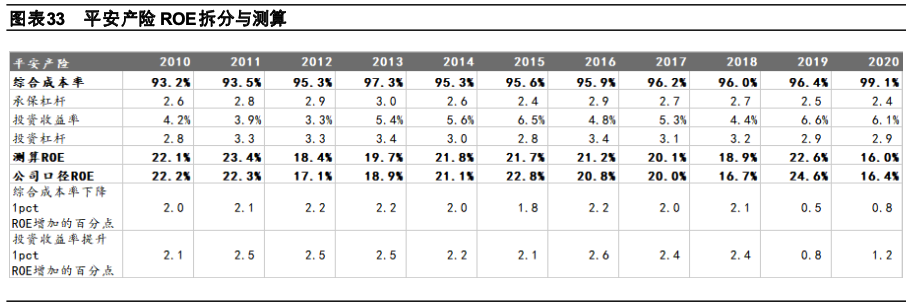 图表33 平安产险 ROE拆分与测算
平安产险 2010 2011 2012 2013 2014 2015 2016 2017 2018 2019 2020
综合成本率 93.2% 93.5% 95.3% 97.3% 95.3% 95.6% 95.9% 96.2% 96.0% 96.4% 99.1%
承保杠杆 2.6 2.8 2.9 3.0 2.6 2.4 2.9 2.7 2.7 2.5 2.4
投资收益率 4.2% 3.9% 3.3% 5.4% 5.6% 6.5% 4.8% 5.3% 4.4% 6.6% 6.1%
投资杠杆 2.8 3.3 3.3 3.4 3.0 2.8 3.4 3.1 3.2 2.9 2.9
测算ROE 22.1% 23.4% 18.4% 19.7% 21.8% 21.7% 21.2% 20.1% 18.9% 22.6% 16.0%
公司口径ROE 22.2% 22.3% 17.1% 18.9% 21.1% 22.8% 20.8% 20.0% 16.7% 24.6% 16.4%
综合成本率下降
1pct 2.0 2.1 2.2 2.2 2.0 1.8 2.2 2.0 2.1 0.5 0.8
ROE增加的百分点
投资收益率提升
1pct 2.1 2.5 2.5 2.5 2.2 2.1 2.6 2.4 2.4 0.8 1.2
ROE增加的百分点